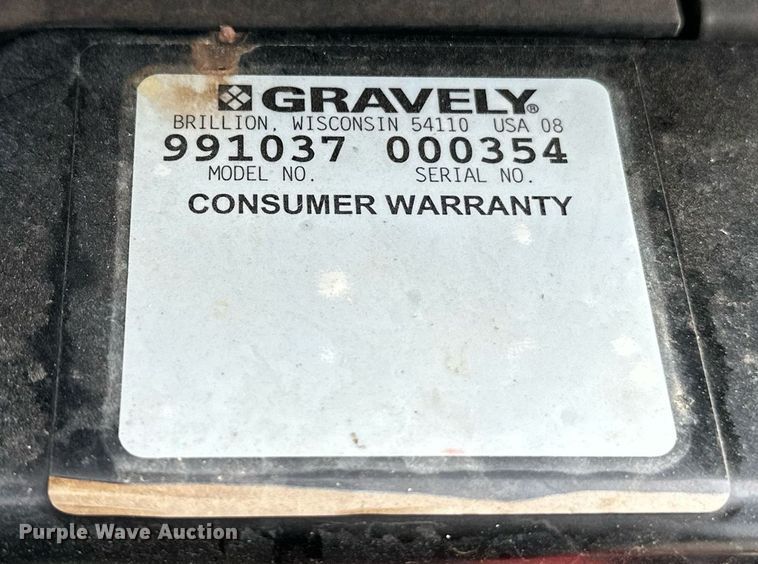 GRAVELY®
BRILLION, WISCONSIN 54110 USA 08
991037 000354
MODEL NO. SERIAL NO.
CONSUMER WARRANTY
Purple Wave Auction